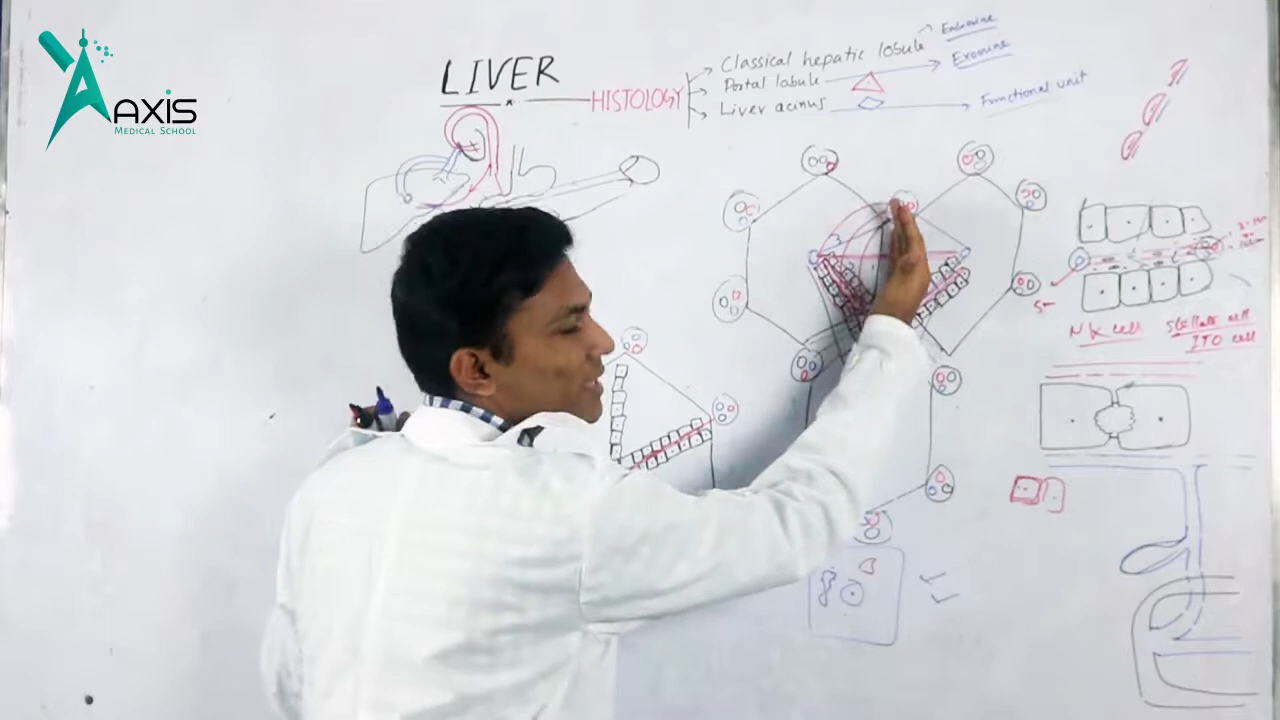 AXIS
MEDICAL SCHOOL
LIVER
HISTOLOGY
Classical hepatic lobule
Endocrine
Portal lobule
Exocrine
Liver acinus
Functional unit
NK cell
Stellate cell
ITO cell